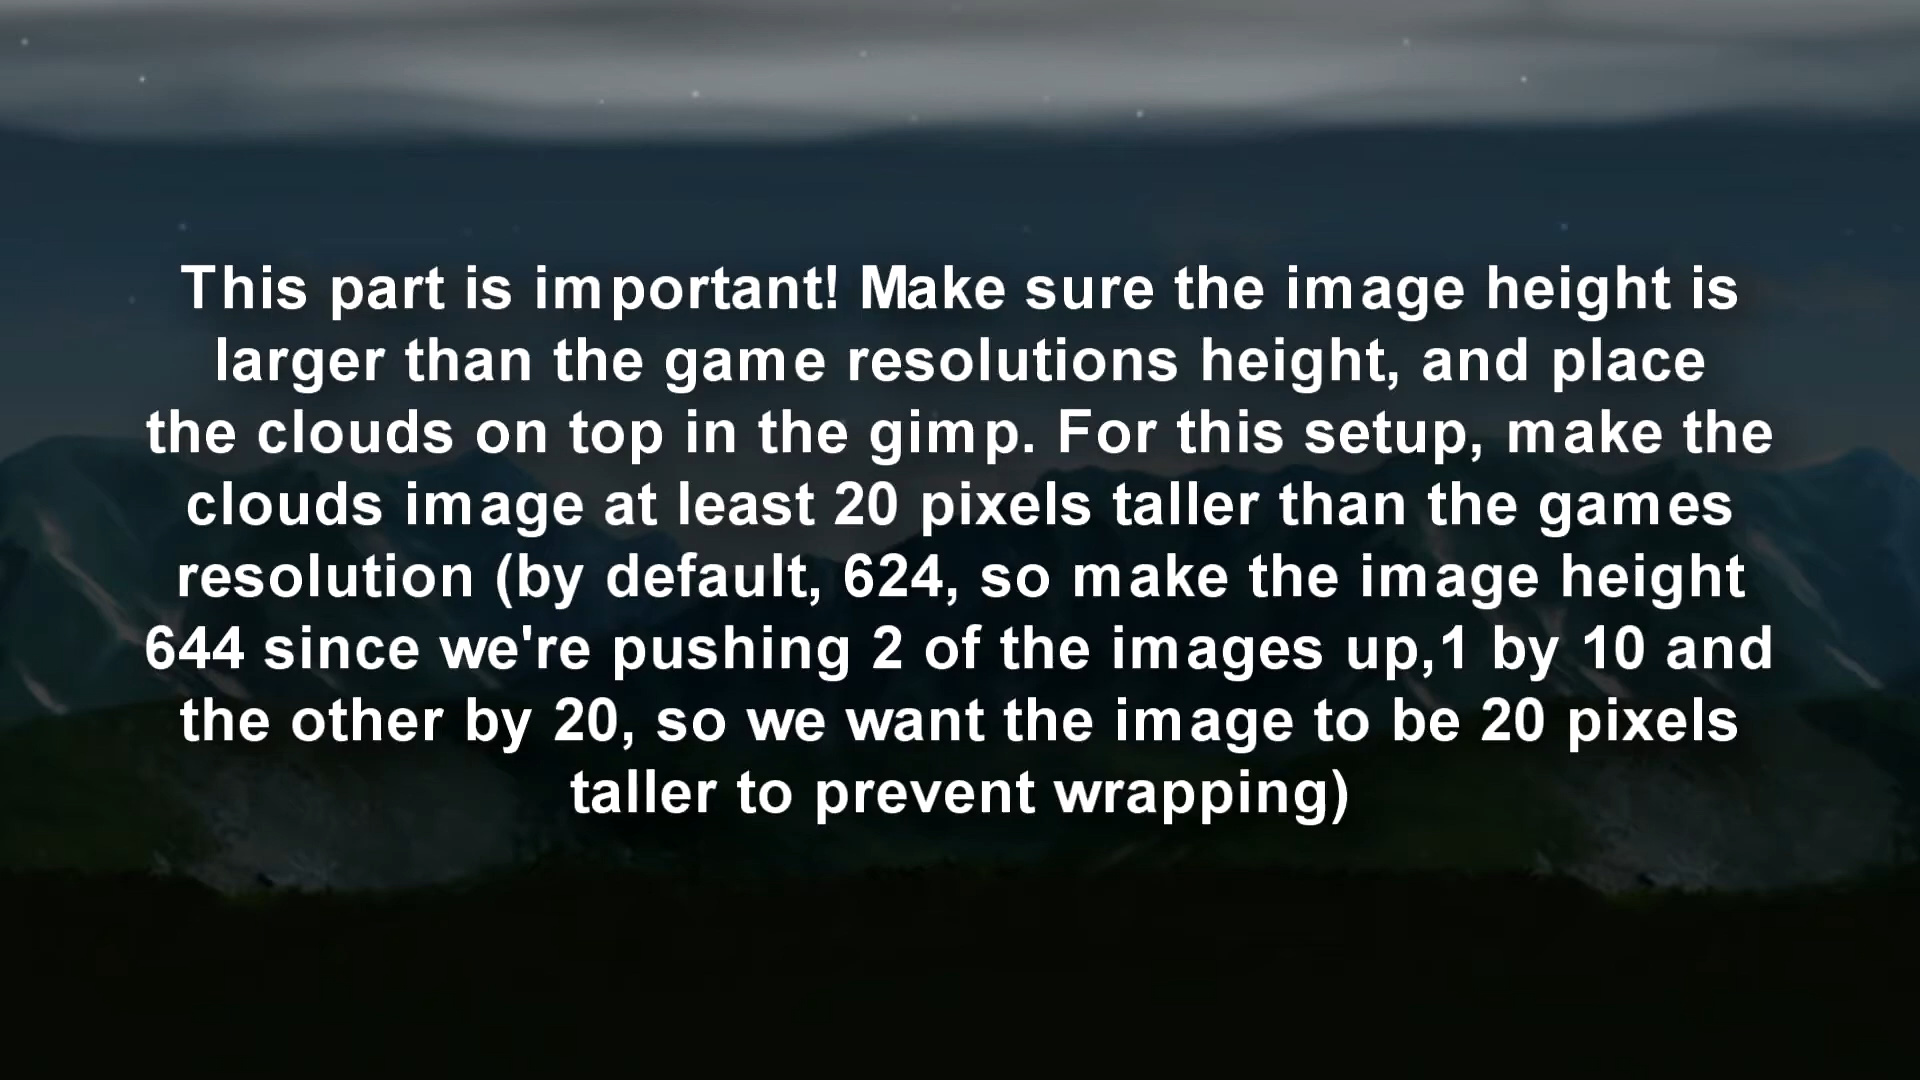 This part is important! Make sure the image height is
larger than the game resolutions height, and place
the clouds on top in the gimp. For this setup, make the
clouds image at least 20 pixels taller than the games
resolution (by default, 624, so make the image height
644 since we're pushing 2 of the images up,1 by 10 and
the other by 20, so we want the image to be 20 pixels
taller to prevent wrapping)